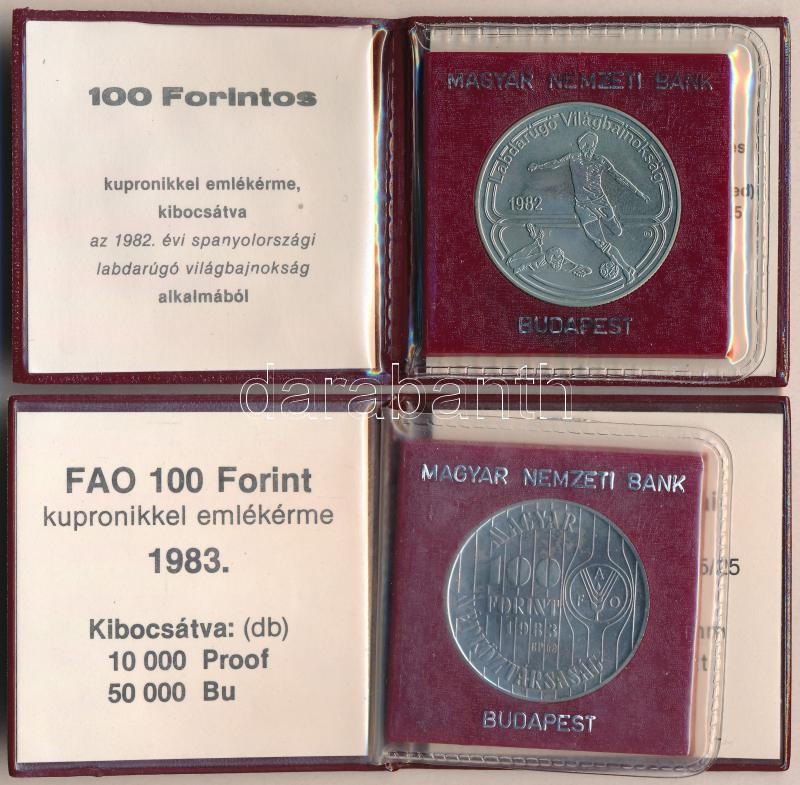 100 Forintos
kupronikkel emlékérme,
kibocsátva
az 1982. évi spanyolországi
labdarúgó világbajnokság
alkalmából
MAGYAR NEMZETI BANK
Labdarúgó Világbajnokság
1982
BUDAPEST
darabanth
FAO 100 Forint
kupronikkel emlékérme
1983.
Kibocsátva: (db)
10 000 Proof
50 000 Bu
MAGYAR NEMZETI BANK
MAGYAR
100
FORINT
1983
BP.
NÉPKÖZTÁRSASÁG
F A O
BUDAPEST